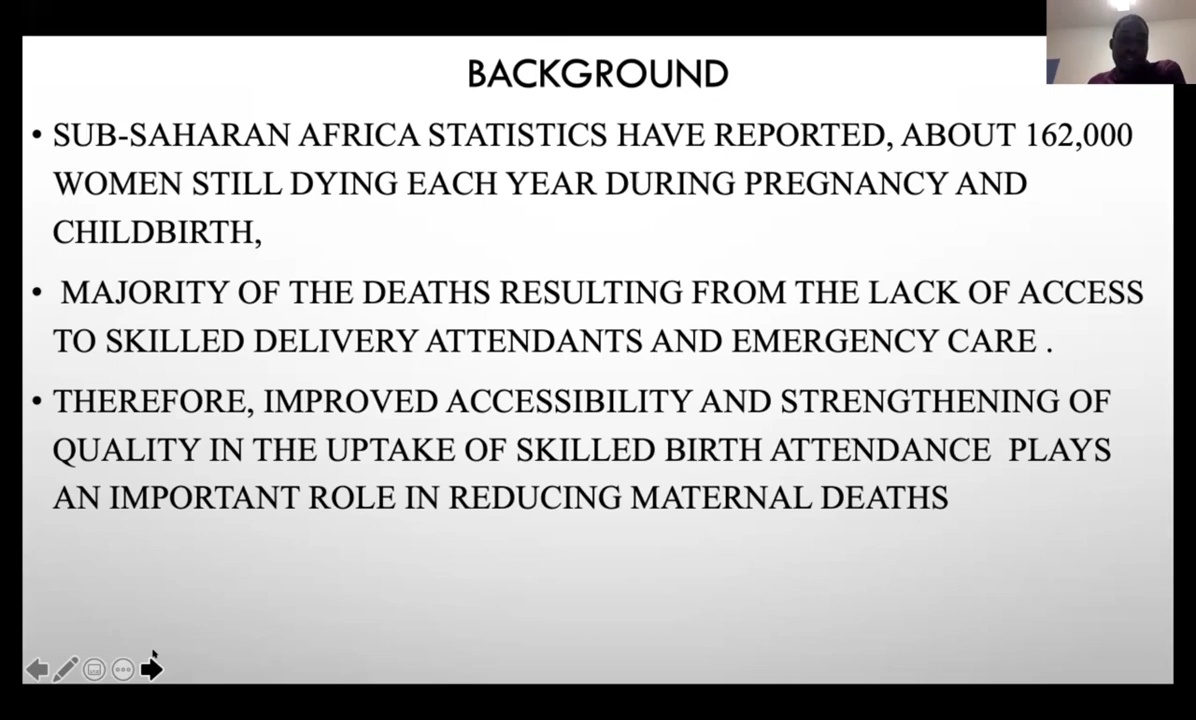 BACKGROUND
• SUB-SAHARAN AFRICA STATISTICS HAVE REPORTED, ABOUT 162,000
WOMEN STILL DYING EACH YEAR DURING PREGNANCY AND
CHILDBIRTH,
• MAJORITY OF THE DEATHS RESULTING FROM THE LACK OF ACCESS
TO SKILLED DELIVERY ATTENDANTS AND EMERGENCY CARE .
• THEREFORE, IMPROVED ACCESSIBILITY AND STRENGTHENING OF
QUALITY IN THE UPTAKE OF SKILLED BIRTH ATTENDANCE PLAYS
AN IMPORTANT ROLE IN REDUCING MATERNAL DEATHS